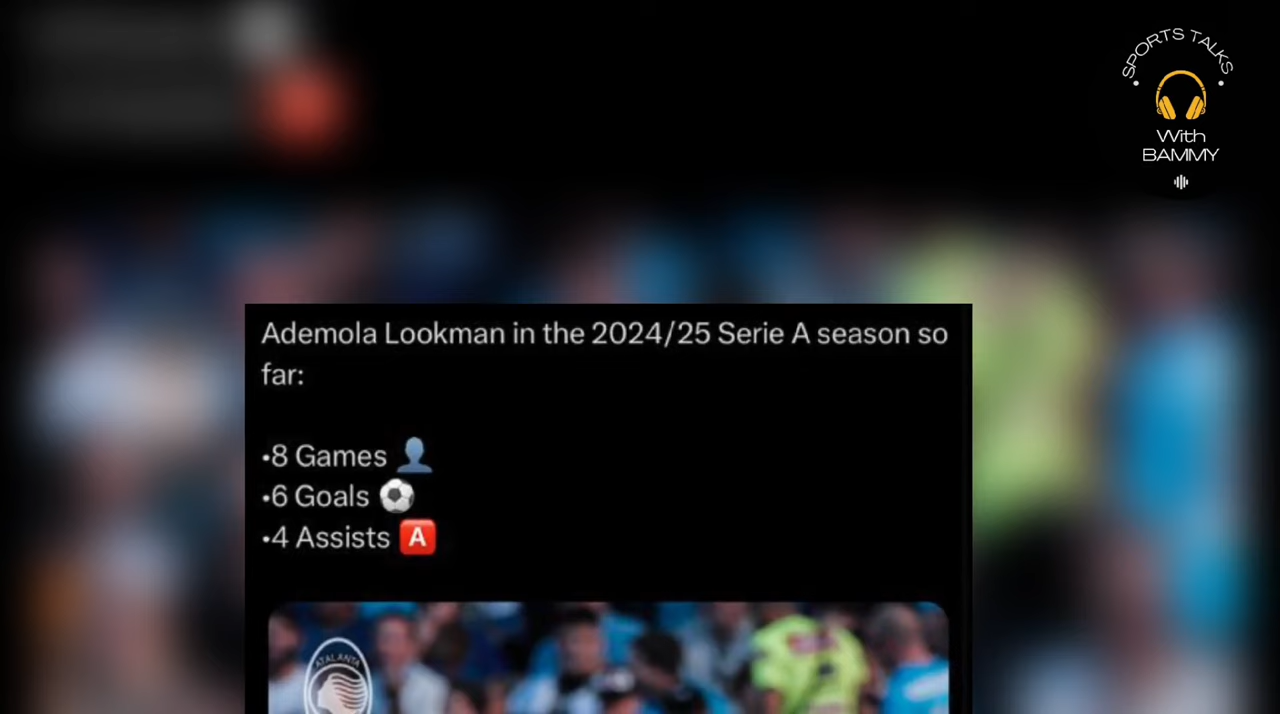 SPORTS TALKS
With
BAMMY
Ademola Lookman in the 2024/25 Serie A season so
far:
•8 Games
•6 Goals
•4 Assists A
ATALANTA